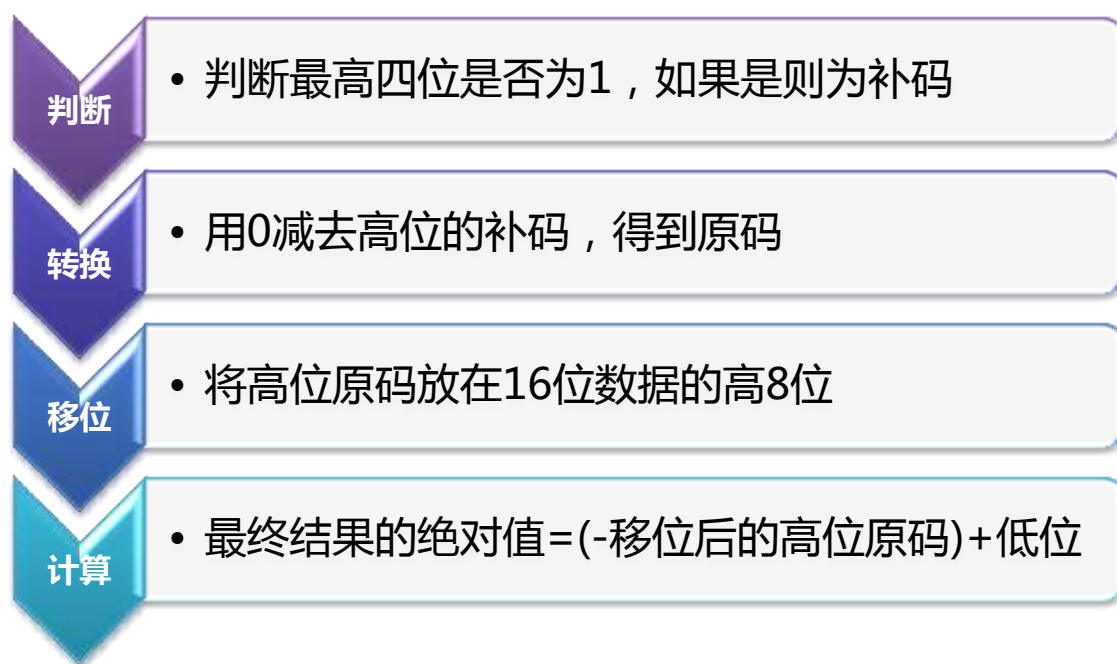 判断
• 判断最高四位是否为1，如果是则为补码
转换
• 用0减去高位的补码，得到原码
移位
• 将高位原码放在16位数据的高8位
计算
• 最终结果的绝对值=(-移位后的高位原码)+低位